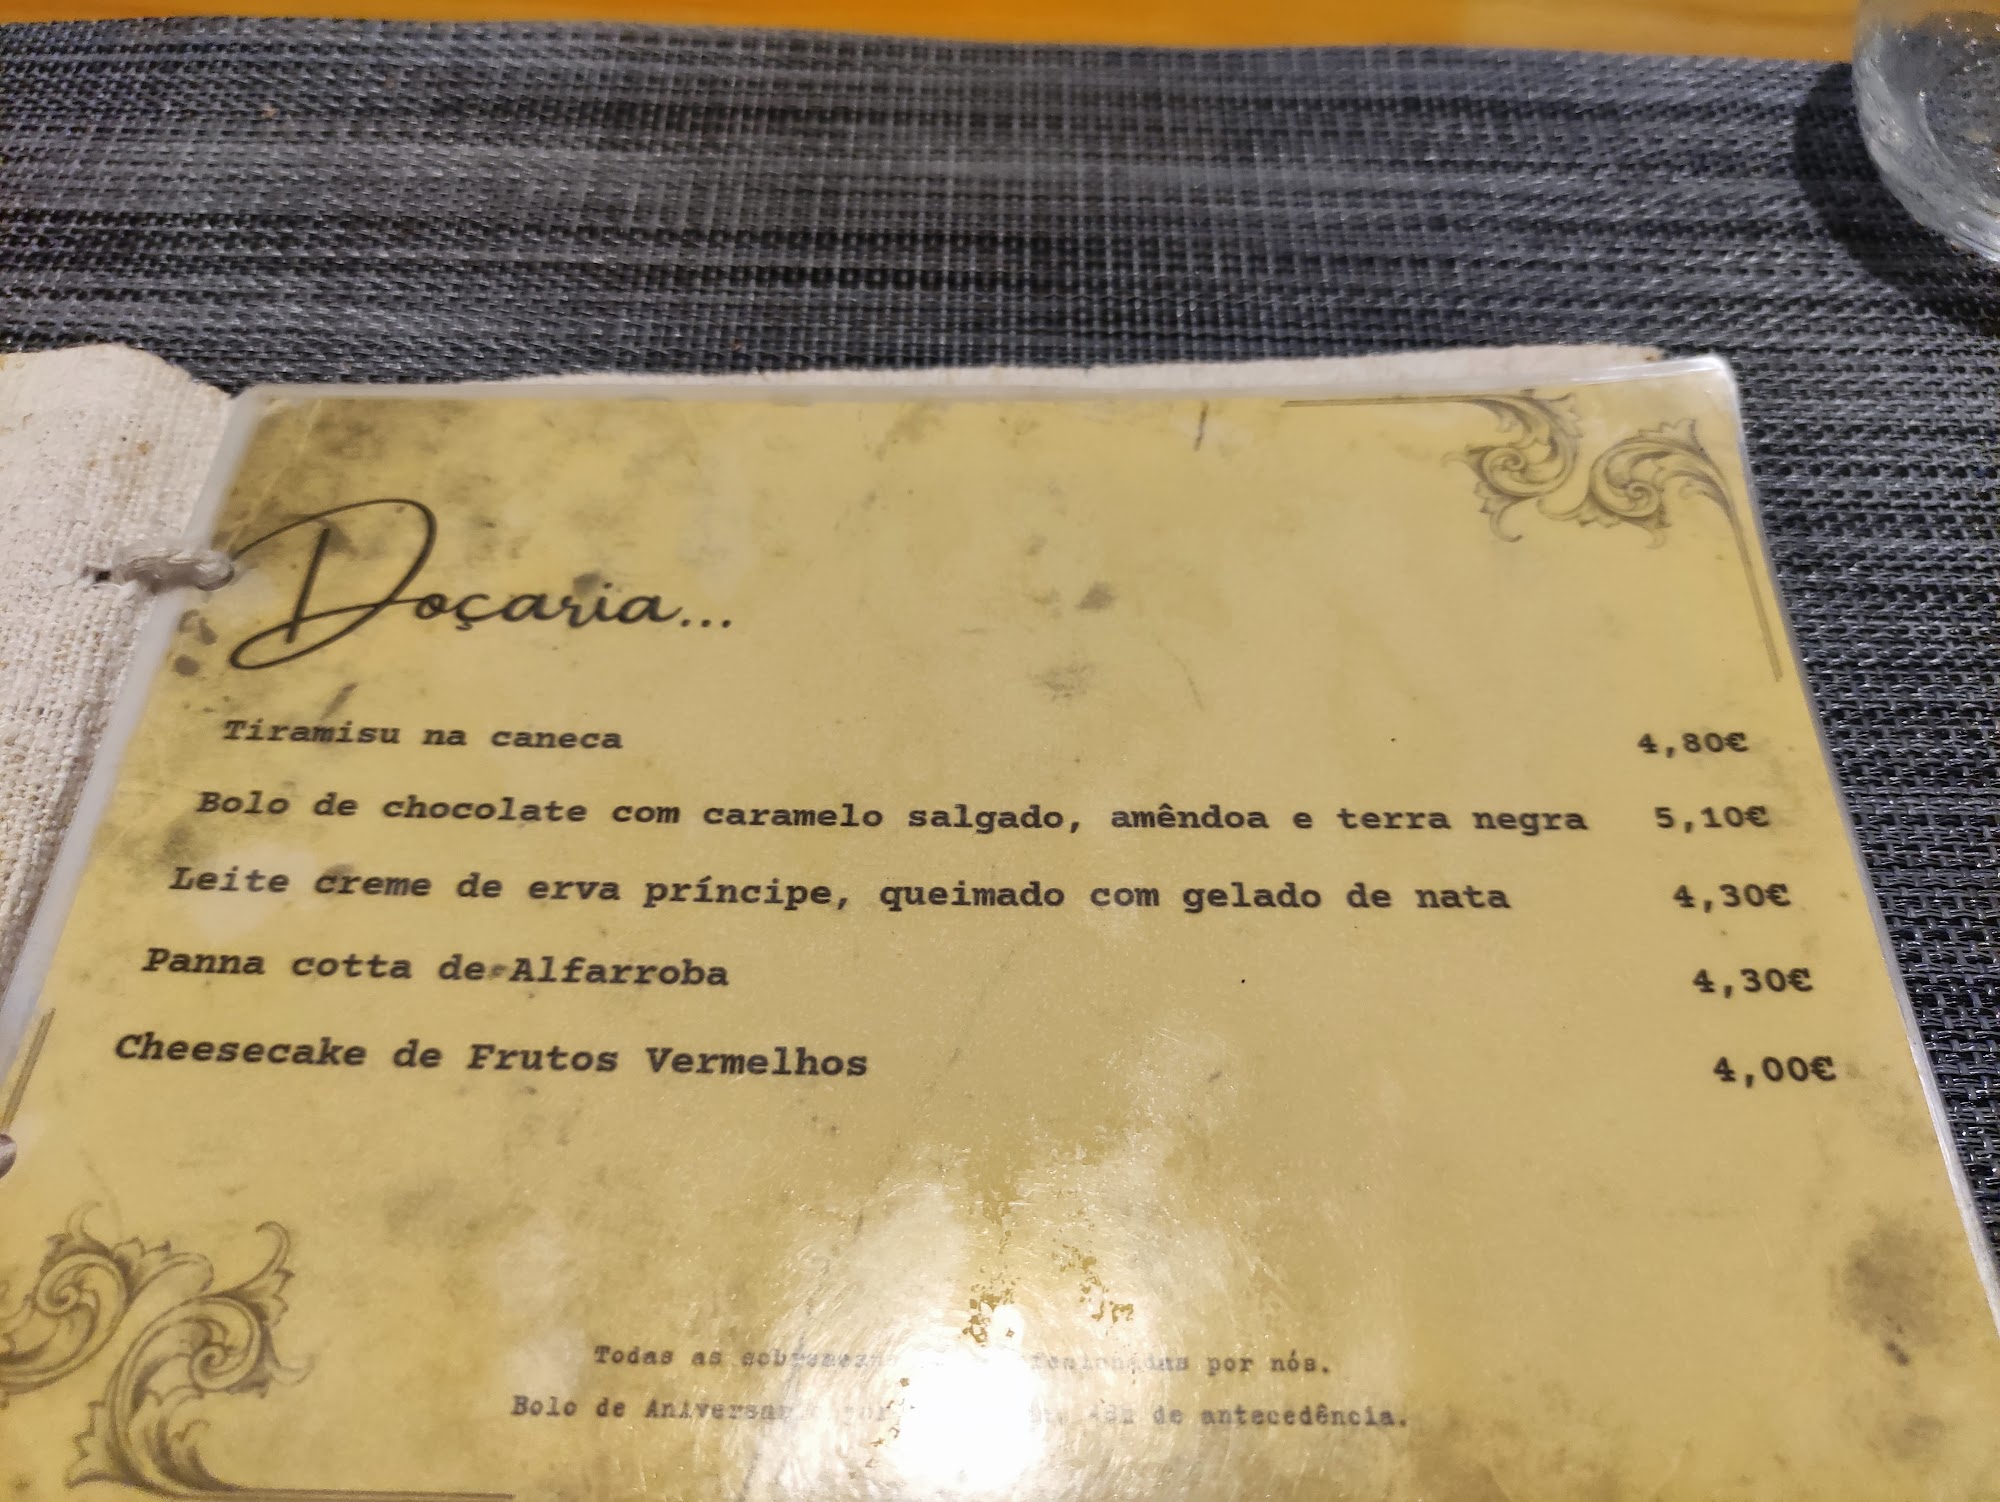 Doçaria...
Tiramisu na caneca 4,80€
Bolo de chocolate com caramelo salgado, amêndoa e terra negra 5,10€
Leite creme de erva príncipe, queimado com gelado de nata 4,30€
Panna cotta de Alfarroba 4,30€
Cheesecake de Frutos Vermelhos 4,00€
Todas as por nós.
Bolo de de antecedência.